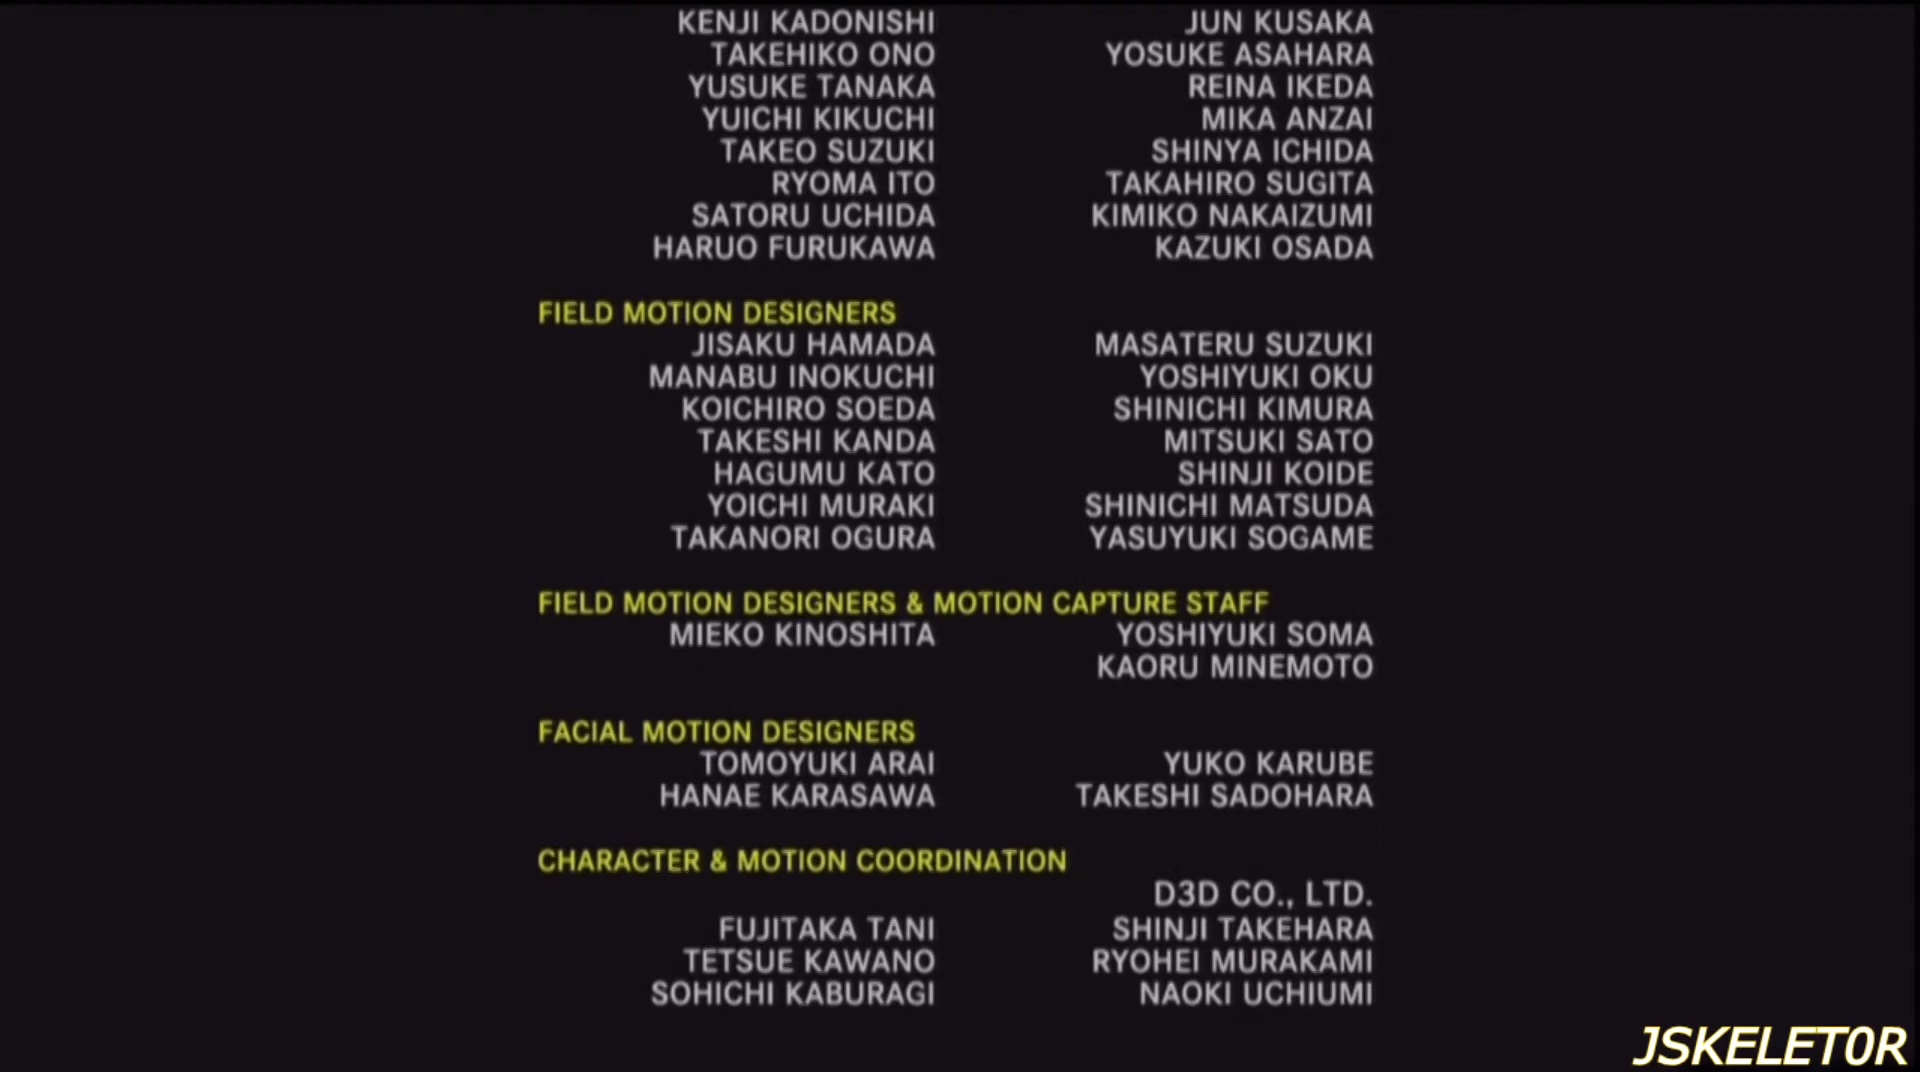 KENJI KADONISHI JUN KUSAKA
TAKEHIKO ONO YOSUKE ASAHARA
YUSUKE TANAKA REINA IKEDA
YUICHI KIKUCHI MIKA ANZAI
TAKEO SUZUKI SHINYA ICHIDA
RYOMA ITO TAKAHIRO SUGITA
SATORU UCHIDA KIMIKO NAKAIZUMI
HARUO FURUKAWA KAZUKI OSADA
FIELD MOTION DESIGNERS
JISAKU HAMADA MASATERU SUZUKI
MANABU INOKUCHI YOSHIYUKI OKU
KOICHIRO SOEDA SHINICHI KIMURA
TAKESHI KANDA MITSUKI SATO
HAGUMU KATO SHINJI KOIDE
YOICHI MURAKI SHINICHI MATSUDA
TAKANORI OGURA YASUYUKI SOGAME
FIELD MOTION DESIGNERS & MOTION CAPTURE STAFF
MIEKO KINOSHITA YOSHIYUKI SOMA
KAORU MINEMOTO
FACIAL MOTION DESIGNERS
TOMOYUKI ARAI YUKO KARUBE
HANAE KARASAWA TAKESHI SADOHARA
CHARACTER & MOTION COORDINATION
D3D CO., LTD.
FUJITAKA TANI SHINJI TAKEHARA
TETSUE KAWANO RYOHEI MURAKAMI
SOHICHI KABURAGI NAOKI UCHIUMI
JSKELET0R